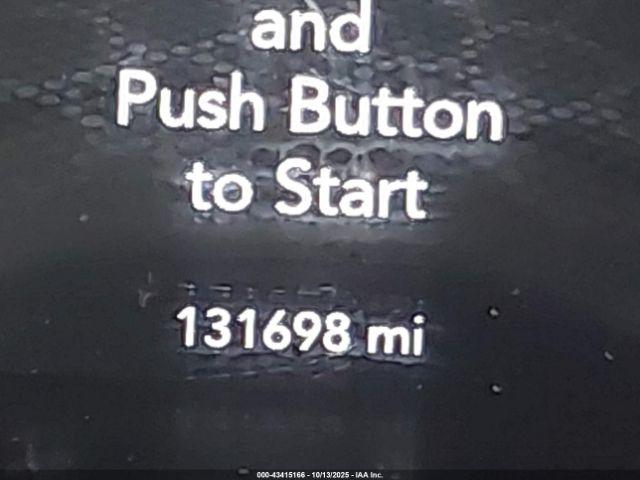 and
Push Button
to Start
131698 mi
000-43415166 - 10/13/2025 - IAA Inc.